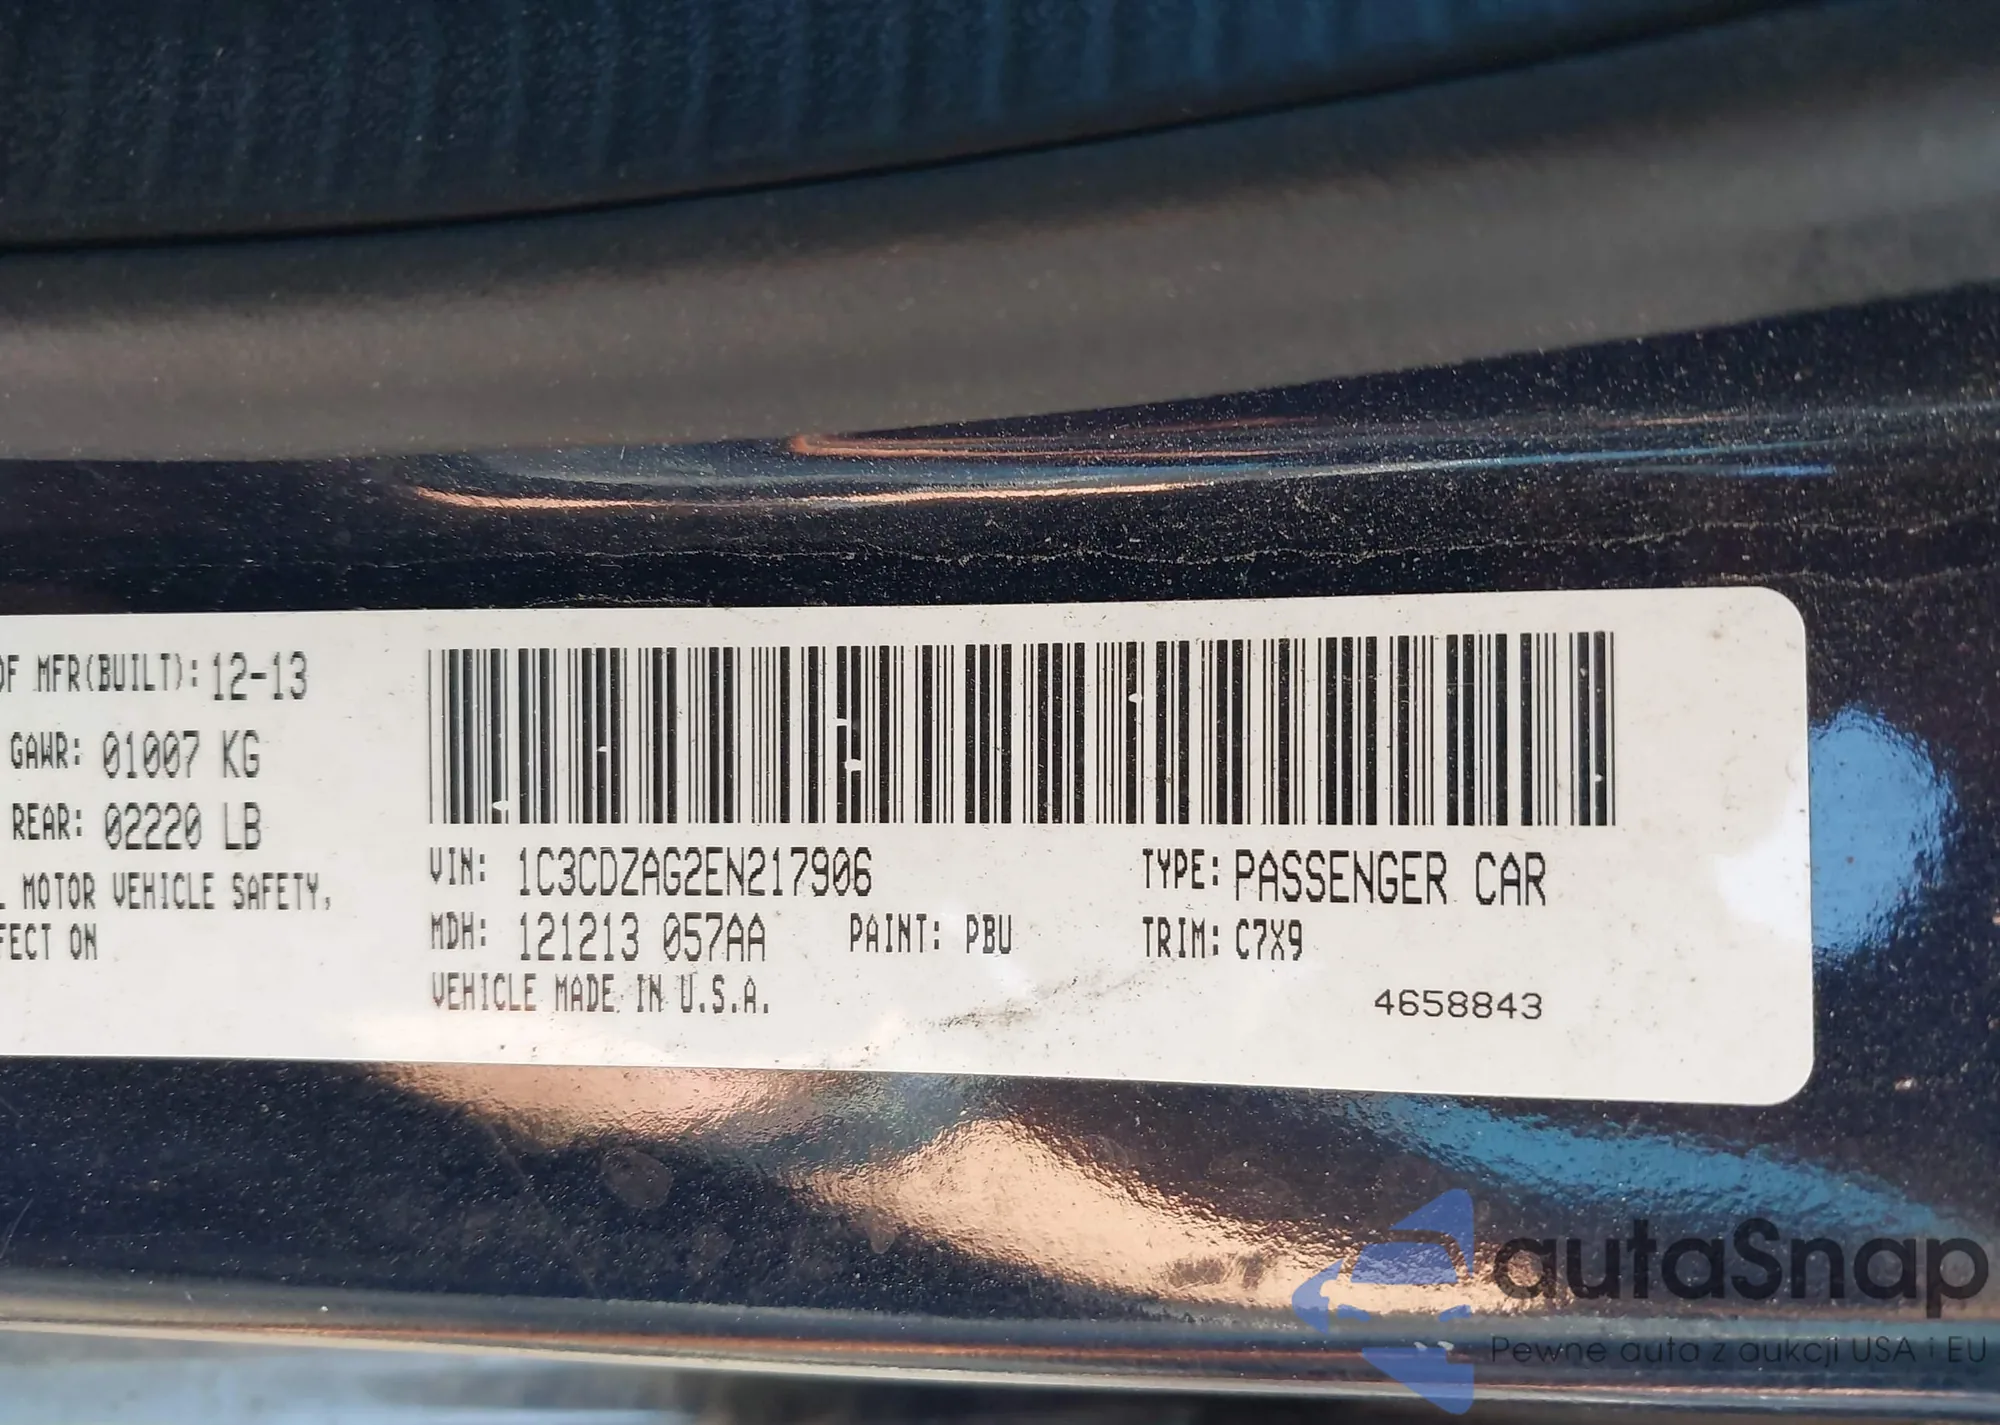 OF MFR(BUILT): 12-13
GAWR: 01007 KG
REAR: 02220 LB
MOTOR VEHICLE SAFETY,
FECT ON
VIN: 1C3CDZAG2EN217906
TYPE: PASSENGER CAR
MDH: 121213 057AA PAINT: PBU TRIM: C7X9
VEHICLE MADE IN U.S.A.
4658843
autaSnap
Pewne auta z aukcji USA i EU